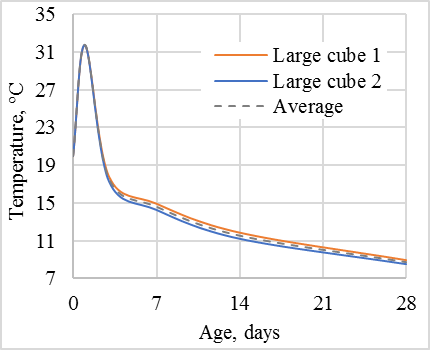 35
31
27
23
19
15
11
7
Temperature, °C
Large cube 1
Large cube 2
Average
0 7 14 21 28
Age, days